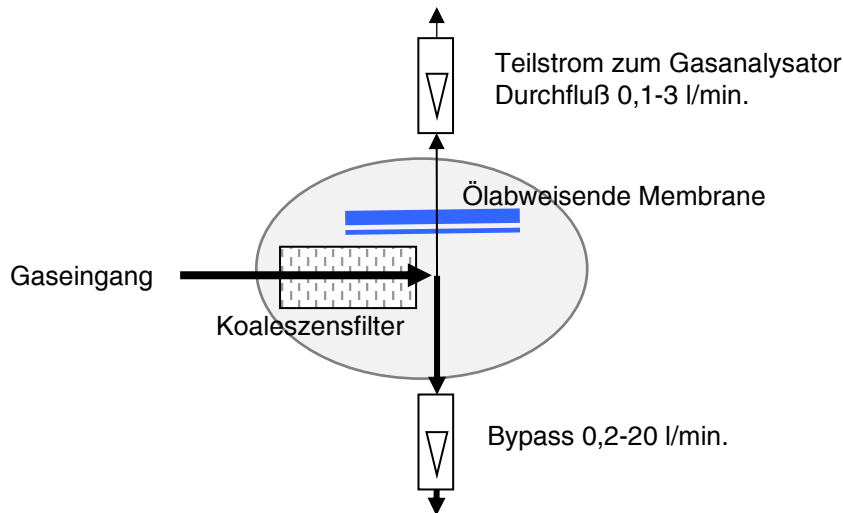 Teilstrom zum Gasanalysator
Durchfluß 0,1-3 l/min.
Ölabweisende Membrane
Gaseingang
Koaleszensfilter
Bypass 0,2-20 l/min.